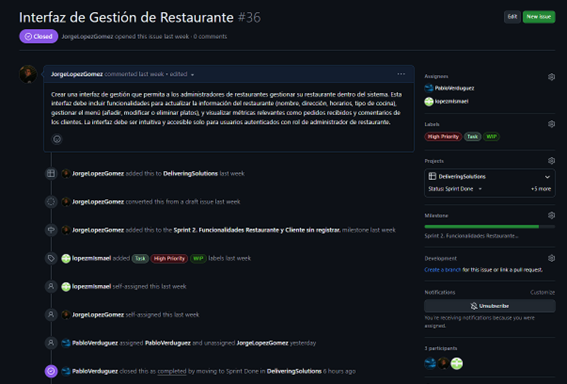 Interfaz de Gestión de Restaurante #36
Edit
New issue
Closed
JorgeLopezGomez opened this issue last week · 0 comments
JorgeLopezGomez commented last week • edited
Crear una interfaz de gestión que permita a los administradores de restaurantes gestionar su restaurante dentro del sistema. Esta
interfaz debe incluir funcionalidades para actualizar la información del restaurante (nombre, dirección, horarios, tipo de cocina),
gestionar el menú (añadir, modificar o eliminar platos), y visualizar métricas relevantes como pedidos recibidos y comentarios de
los clientes. La interfaz debe ser intuitiva y accesible solo para usuarios autenticados con rol de administrador de restaurante.
JorgeLopezGomez added this to DeliveringSolutions last week
JorgeLopezGomez converted this from a draft issue last week
JorgeLopezGomez added this to the Sprint 2. Funcionalidades Restaurante y Cliente sin registrar. milestone last week
lopezmismael added Task High Priority WIP labels last week
lopezmismael self-assigned this last week
JorgeLopezGomez self-assigned this last week
PabloVerduguez assigned PabloVerduguez and unassigned JorgeLopezGomez yesterday
PabloVerduguez closed this as completed by moving to Sprint Done in DeliveringSolutions 6 hours ago
Assignees
PabloVerduguez
lopezmismael
Labels
High Priority Task WIP
Projects
DeliveringSolutions
Status: Sprint Done
+5 more
Milestone
Sprint 2. Funcionalidades Restaurante...
Development
Create a branch for this issue or link a pull request.
Notifications
Customize
Unsubscribe
You're receiving notifications because you were
assigned.
3 participants